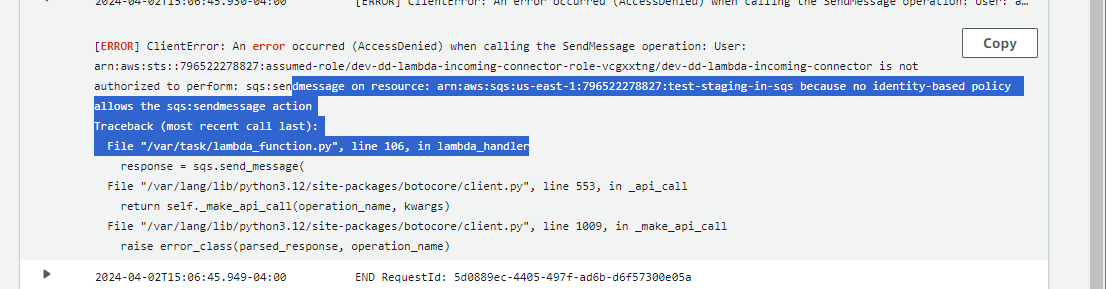 2024-04-02T15:06:45.930-04:00 [ERROR] ClientError: An error occurred (AccessDenied) when calling the SendMessage operation: User: a…
[ERROR] ClientError: An error occurred (AccessDenied) when calling the SendMessage operation: User:
Copy
arn:aws:sts::796522278827:assumed-role/dev-dd-lambda-incoming-connector-role-vcgxxtng/dev-dd-lambda-incoming-connector is not
authorized to perform: sqs:sendmessage on resource: arn:aws:sqs:us-east-1:796522278827:test-staging-in-sqs because no identity-based policy
allows the sqs:sendmessage action
Traceback (most recent call last):
File "/var/task/lambda_function.py", line 106, in lambda_handler
response = sqs.send_message(
File "/var/lang/lib/python3.12/site-packages/botocore/client.py", line 553, in _api_call
return self._make_api_call(operation_name, kwargs)
File "/var/lang/lib/python3.12/site-packages/botocore/client.py", line 1009, in _make_api_call
raise error_class(parsed_response, operation_name)
2024-04-02T15:06:45.949-04:00 END RequestId: 5d0889ec-4405-497f-ad6b-d6f57300e05a